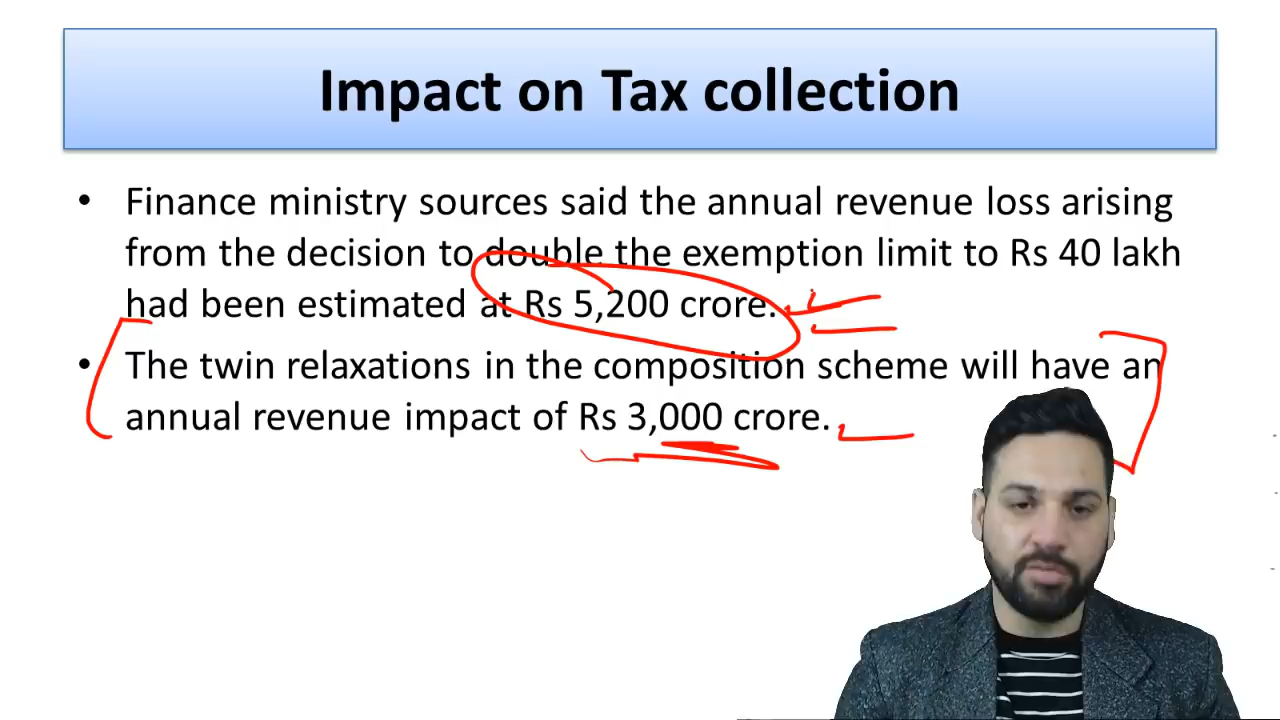 Impact on Tax collection
• Finance ministry sources said the annual revenue loss arising
from the decision to double the exemption limit to Rs 40 lakh
had been estimated at Rs 5,200 crore.
• The twin relaxations in the composition scheme will have an
annual revenue impact of Rs 3,000 crore.